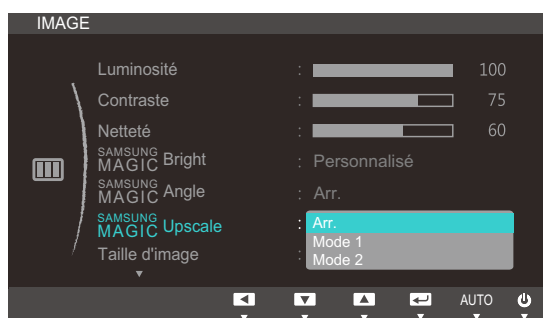 IMAGE
Luminosité : 100
Contraste : 75
Netteté : 60
SAMSUNG MAGIC Bright : Personnalisé
SAMSUNG MAGIC Angle : Arr.
SAMSUNG MAGIC Upscale : Arr.
Mode 1
Taille d'image : Mode 2
AUTO